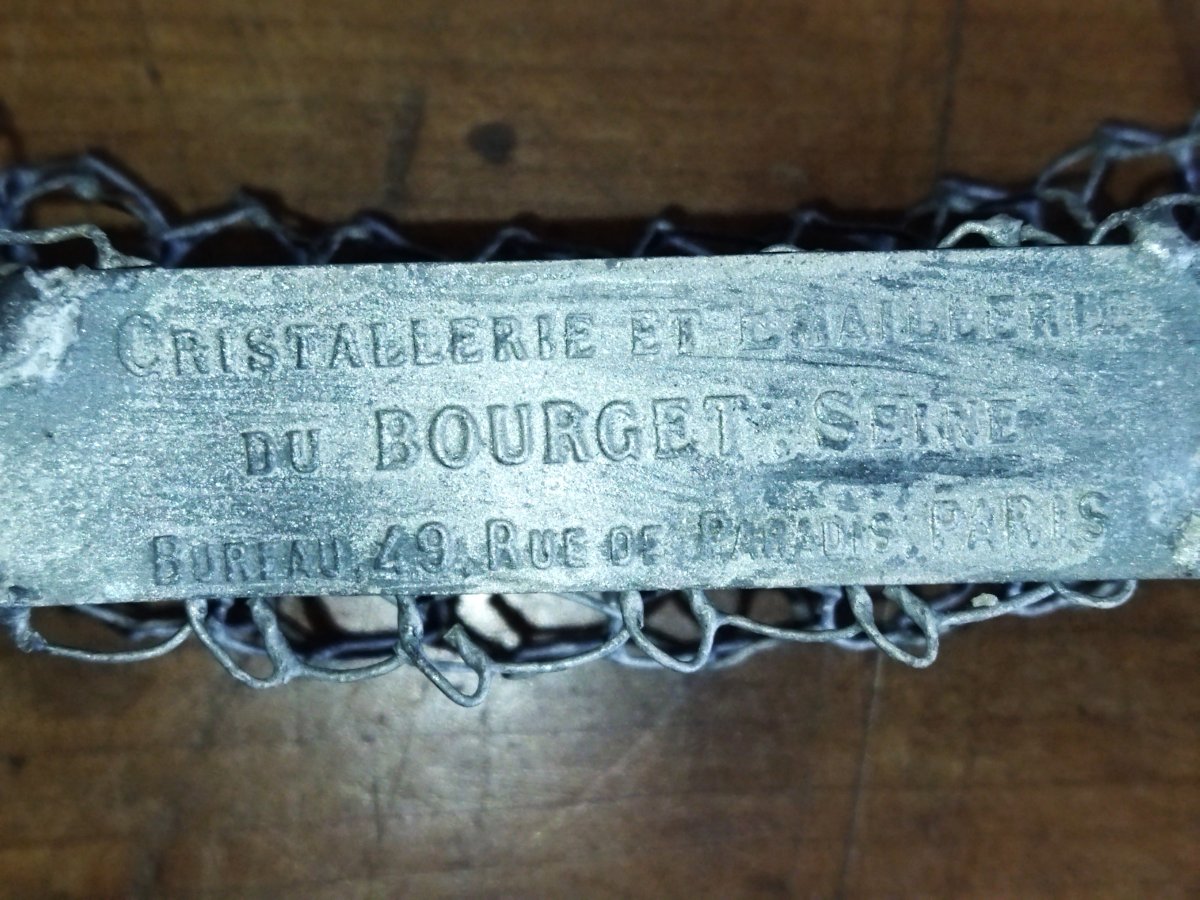 CRISTALLERIE ET EMAILLERIE
DU BOURGET. SEINE
BUREAU, 49, RUE DE PARADIS PARIS